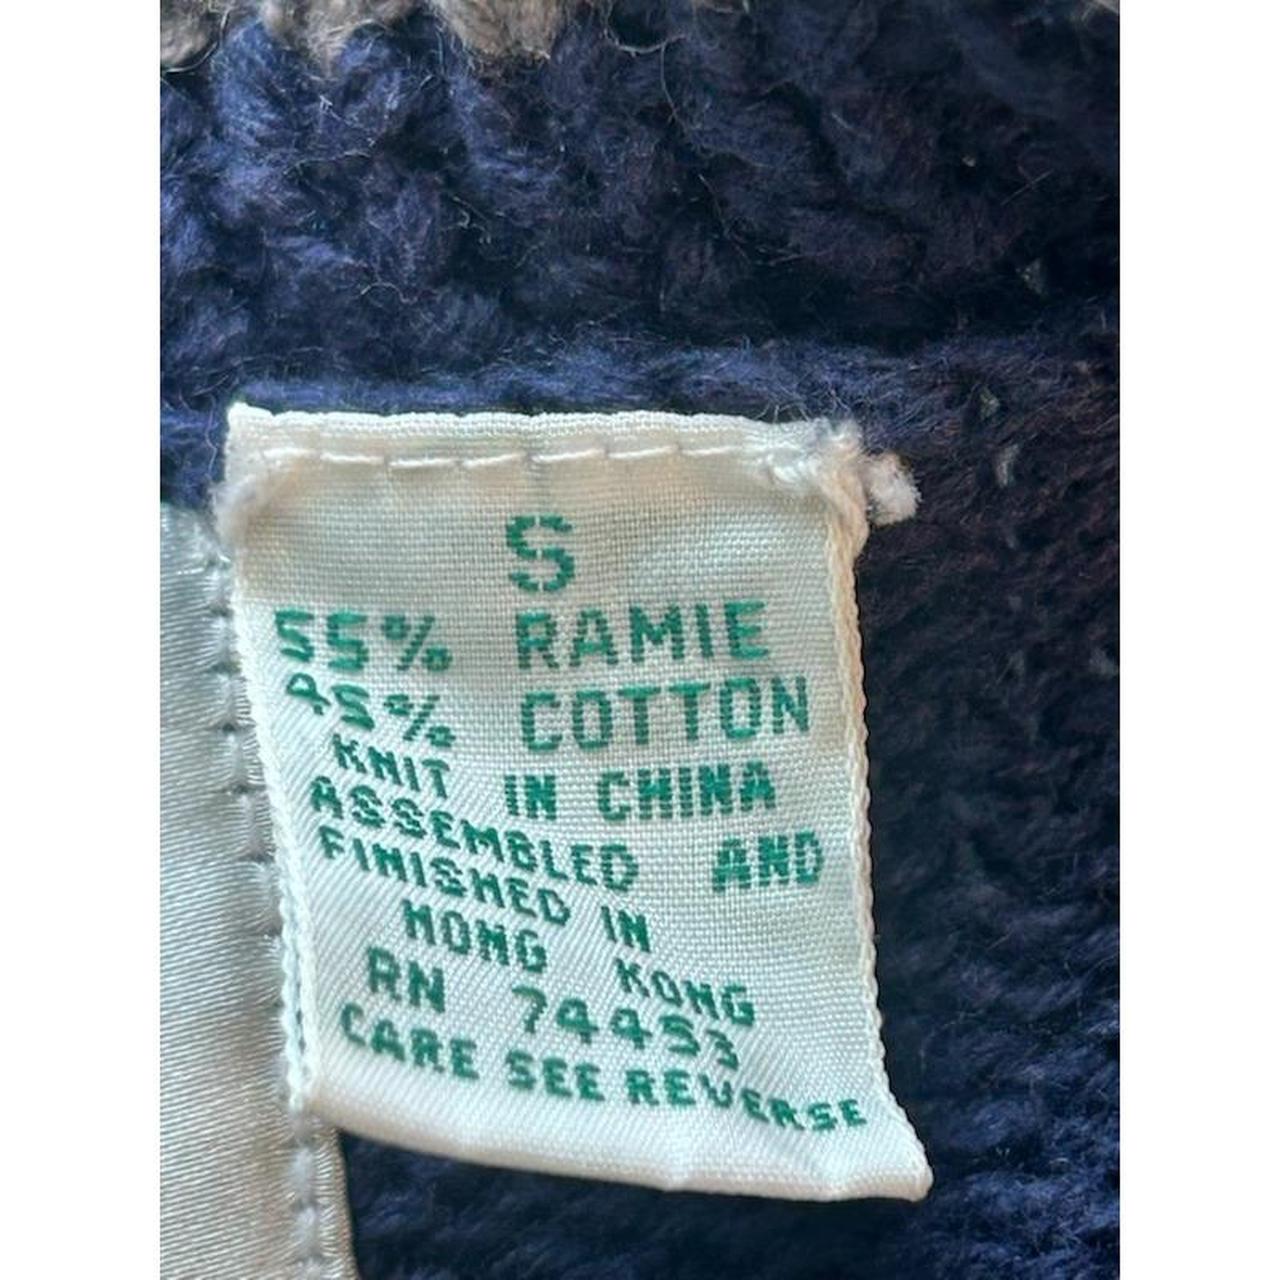 S
55% RAMIE
45% COTTON
KNIT IN CHINA
ASSEMBLED AND
FINISHED IN
HONG KONG
RN 74453
CARE SEE REVERSE